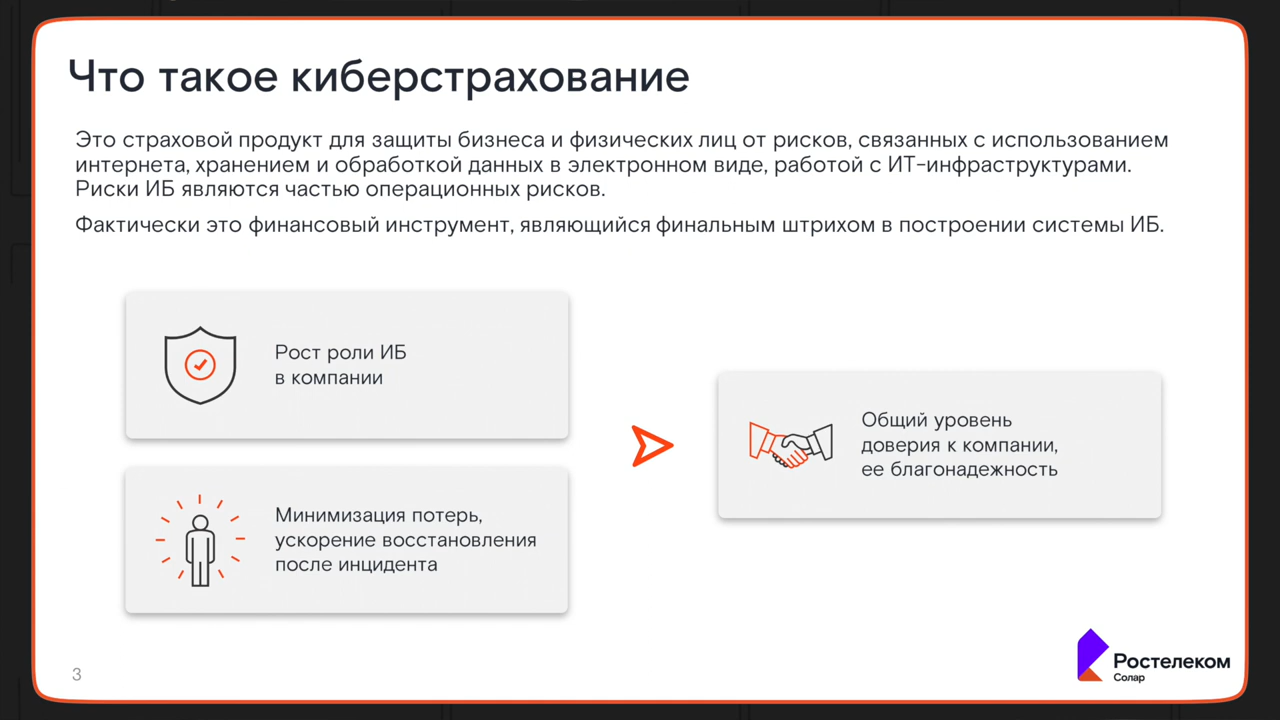 Что такое киберстрахование
Это страховой продукт для защиты бизнеса и физических лиц от рисков, связанных с использованием
интернета, хранением и обработкой данных в электронном виде, работой с ИТ-инфраструктурами.
Риски ИБ являются частью операционных рисков.
Фактически это финансовый инструмент, являющийся финальным штрихом в построении системы ИБ.
Рост роли ИБ
в компании
Минимизация потерь,
ускорение восстановления
после инцидента
Общий уровень
доверия к компании,
ее благонадежность
3
Ростелеком
Солар